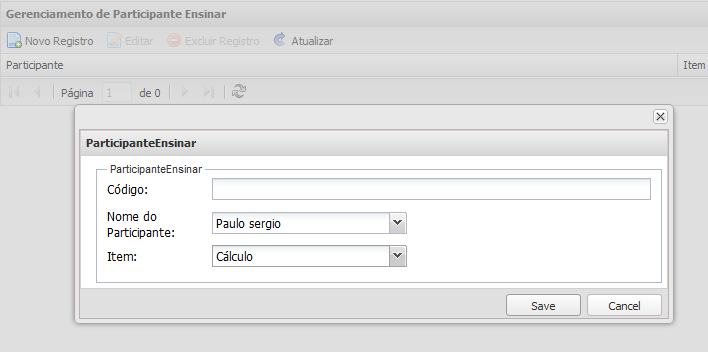 Gerenciamento de Participante Ensinar
Novo Registro Editar Excluir Registro Atualizar
Participante Item
Página 1 de 0
ParticipanteEnsinar
ParticipanteEnsinar
Código:
Nome do Participante: Paulo sergio
Item: Cálculo
Save Cancel